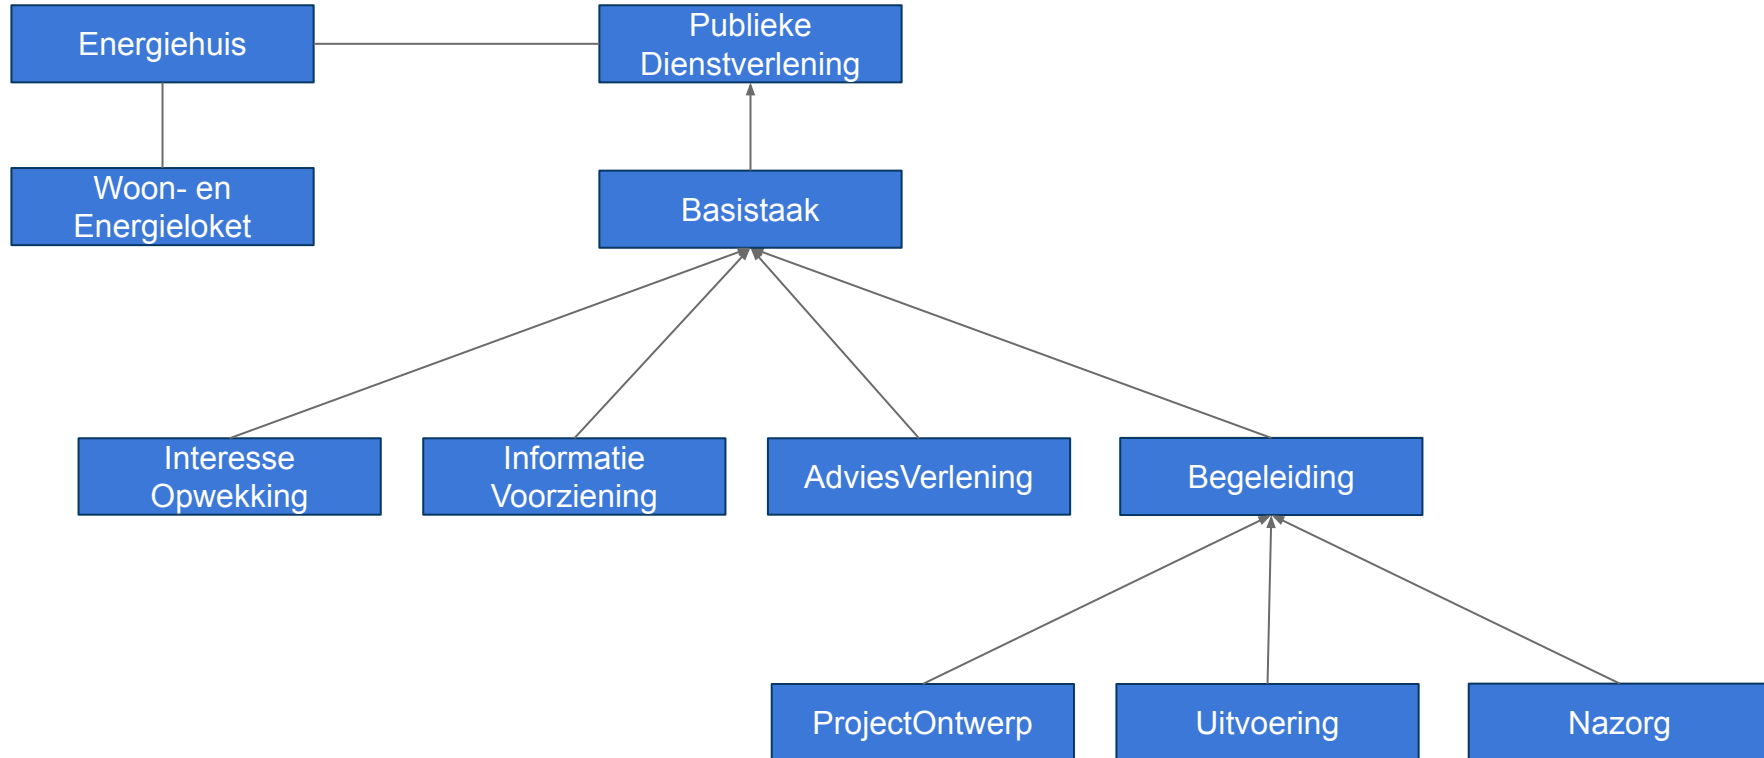 Energiehuis
Publieke
Dienstverlening
Woon- en
Energieloket
Basistaak
Interesse
Opwekking
Informatie
Voorziening
AdviesVerlening
Begeleiding
ProjectOntwerp
Uitvoering
Nazorg